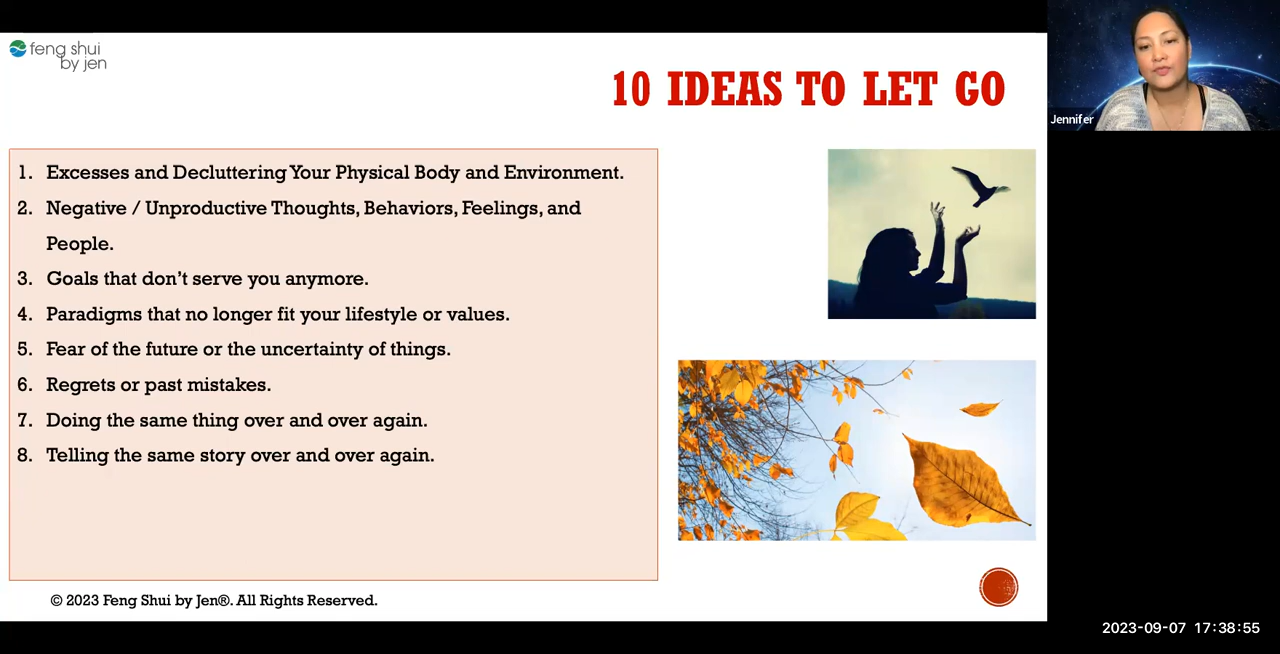 feng shui
by jen
10 IDEAS TO LET GO
Jennifer
1. Excesses and Decluttering Your Physical Body and Environment.
2. Negative / Unproductive Thoughts, Behaviors, Feelings, and
People.
3. Goals that don’t serve you anymore.
4. Paradigms that no longer fit your lifestyle or values.
5. Fear of the future or the uncertainty of things.
6. Regrets or past mistakes.
7. Doing the same thing over and over again.
8. Telling the same story over and over again.
© 2023 Feng Shui by Jen®. All Rights Reserved.
2023-09-07 17:38:55